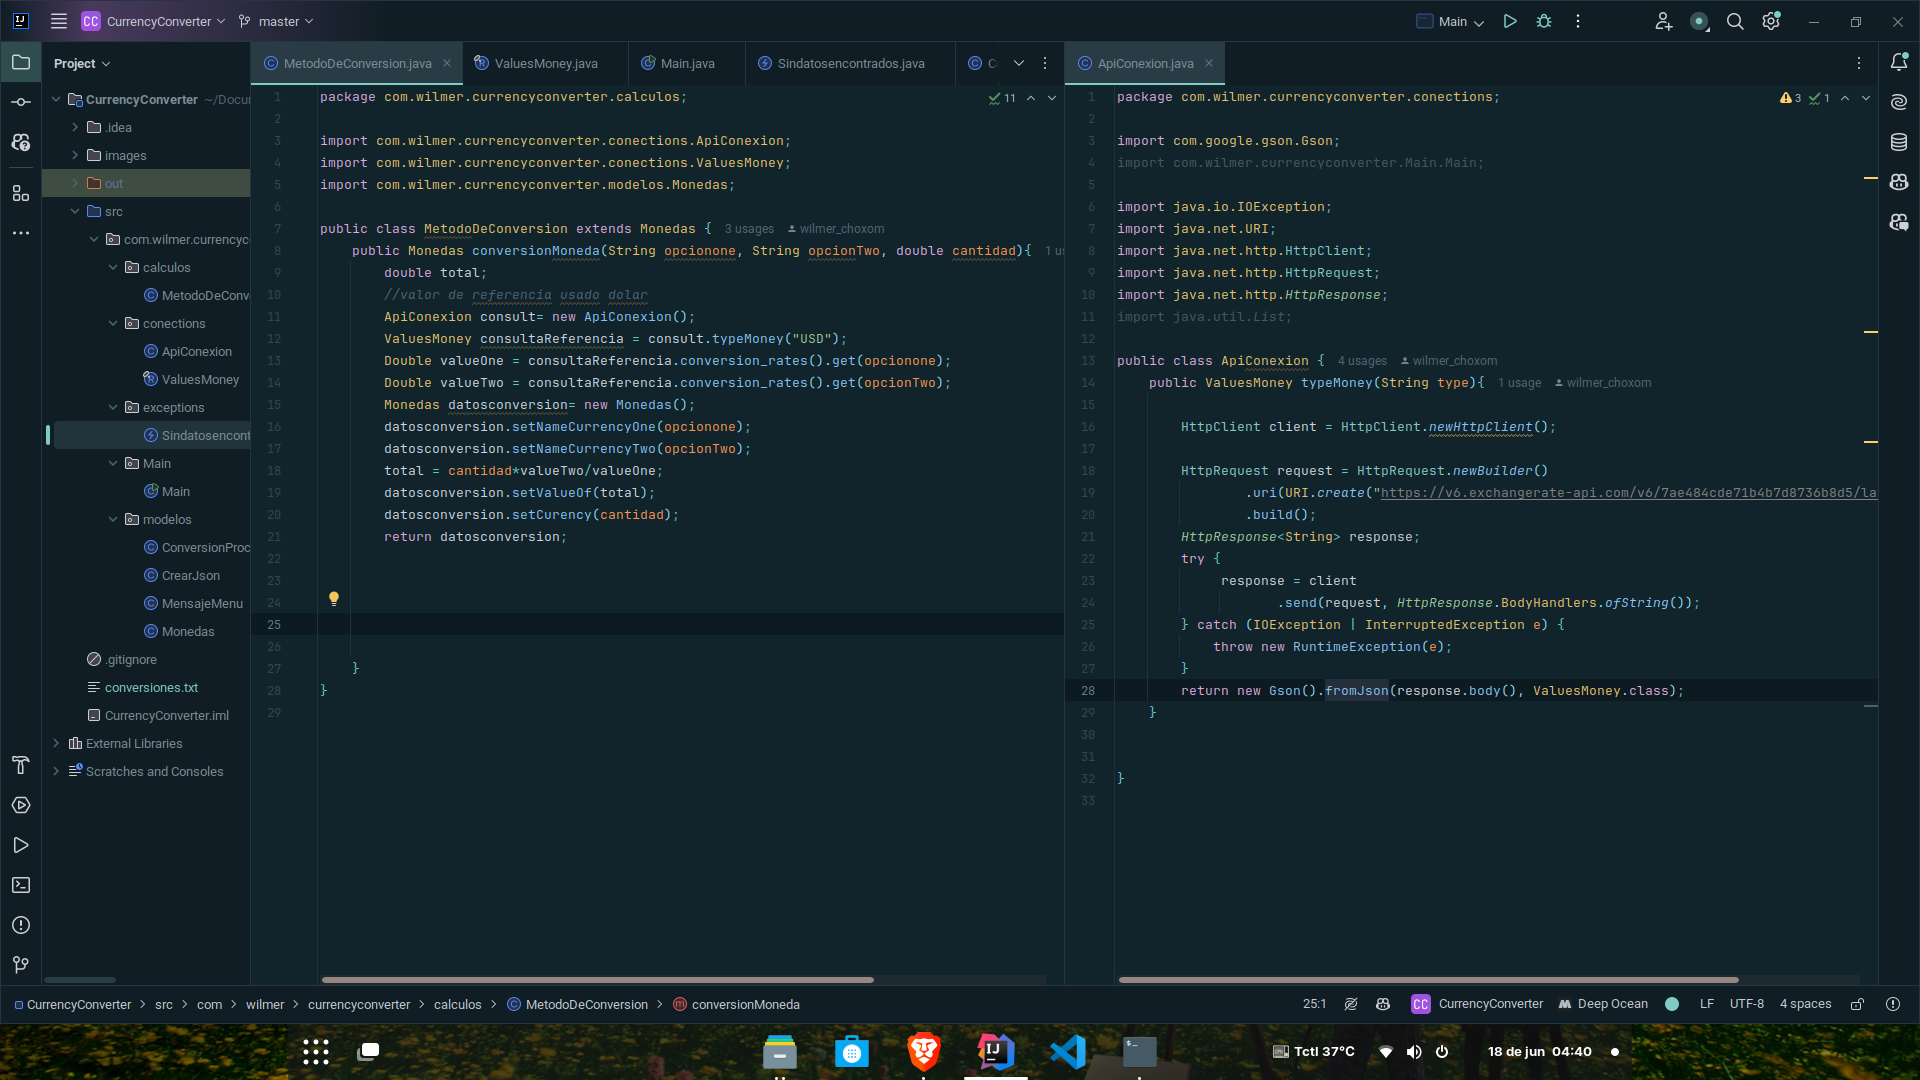 CC CurrencyConverter master Main
Project
MetodoDeConversion.java
ValuesMoney.java
Main.java
Sindatosencontrados.java
ApiConexion.java
CurrencyConverter ~/Docu
.idea
images
out
src
com.wilmer.currencyc
calculos
MetodoDeConv
conections
ApiConexion
ValuesMoney
exceptions
Sindatosencont
Main
Main
modelos
ConversionProc
CrearJson
MensajeMenu
Monedas
.gitignore
conversiones.txt
CurrencyConverter.iml
External Libraries
Scratches and Consoles
11
1 package com.wilmer.currencyconverter.calculos;
2
3 import com.wilmer.currencyconverter.conections.ApiConexion;
4 import com.wilmer.currencyconverter.conections.ValuesMoney;
5 import com.wilmer.currencyconverter.modelos.Monedas;
6
7 public class MetodoDeConversion extends Monedas { 3 usages wilmer_choxom
8 public Monedas conversionMoneda(String opcionone, String opcionTwo, double cantidad){ 1 us
9 double total;
10 //valor de referencia usado dolar
11 ApiConexion consult= new ApiConexion();
12 ValuesMoney consultaReferencia = consult.typeMoney("USD");
13 Double valueOne = consultaReferencia.conversion_rates().get(opcionone);
14 Double valueTwo = consultaReferencia.conversion_rates().get(opcionTwo);
15 Monedas datosconversion= new Monedas();
16 datosconversion.setNameCurrencyOne(opcionone);
17 datosconversion.setNameCurrencyTwo(opcionTwo);
18 total = cantidad*valueTwo/valueOne;
19 datosconversion.setValueOf(total);
20 datosconversion.setCurency(cantidad);
21 return datosconversion;
22
23
24
25
26
27 }
28 }
29
3 1
1 package com.wilmer.currencyconverter.conections;
2
3 import com.google.gson.Gson;
4 import com.wilmer.currencyconverter.Main.Main;
5
6 import java.io.IOException;
7 import java.net.URI;
8 import java.net.http.HttpClient;
9 import java.net.http.HttpRequest;
10 import java.net.http.HttpResponse;
11 import java.util.List;
12
13 public class ApiConexion { 4 usages wilmer_choxom
14 public ValuesMoney typeMoney(String type){ 1 usage wilmer_choxom
15
16 HttpClient client = HttpClient.newHttpClient();
17
18 HttpRequest request = HttpRequest.newBuilder()
19 .uri(URI.create("https://v6.exchangerate-api.com/v6/7ae484cde71b4b7d8736b8d5/la
20 .build();
21 HttpResponse<String> response;
22 try {
23 response = client
24 .send(request, HttpResponse.BodyHandlers.ofString());
25 } catch (IOException | InterruptedException e) {
26 throw new RuntimeException(e);
27 }
28 return new Gson().fromJson(response.body(), ValuesMoney.class);
29 }
30
31
32 }
33
CurrencyConverter > src > com > wilmer > currencyconverter > calculos > MetodoDeConversion > conversionMoneda
25:1 CC CurrencyConverter Deep Ocean LF UTF-8 4 spaces
Tctl 37°C
18 de jun 04:40